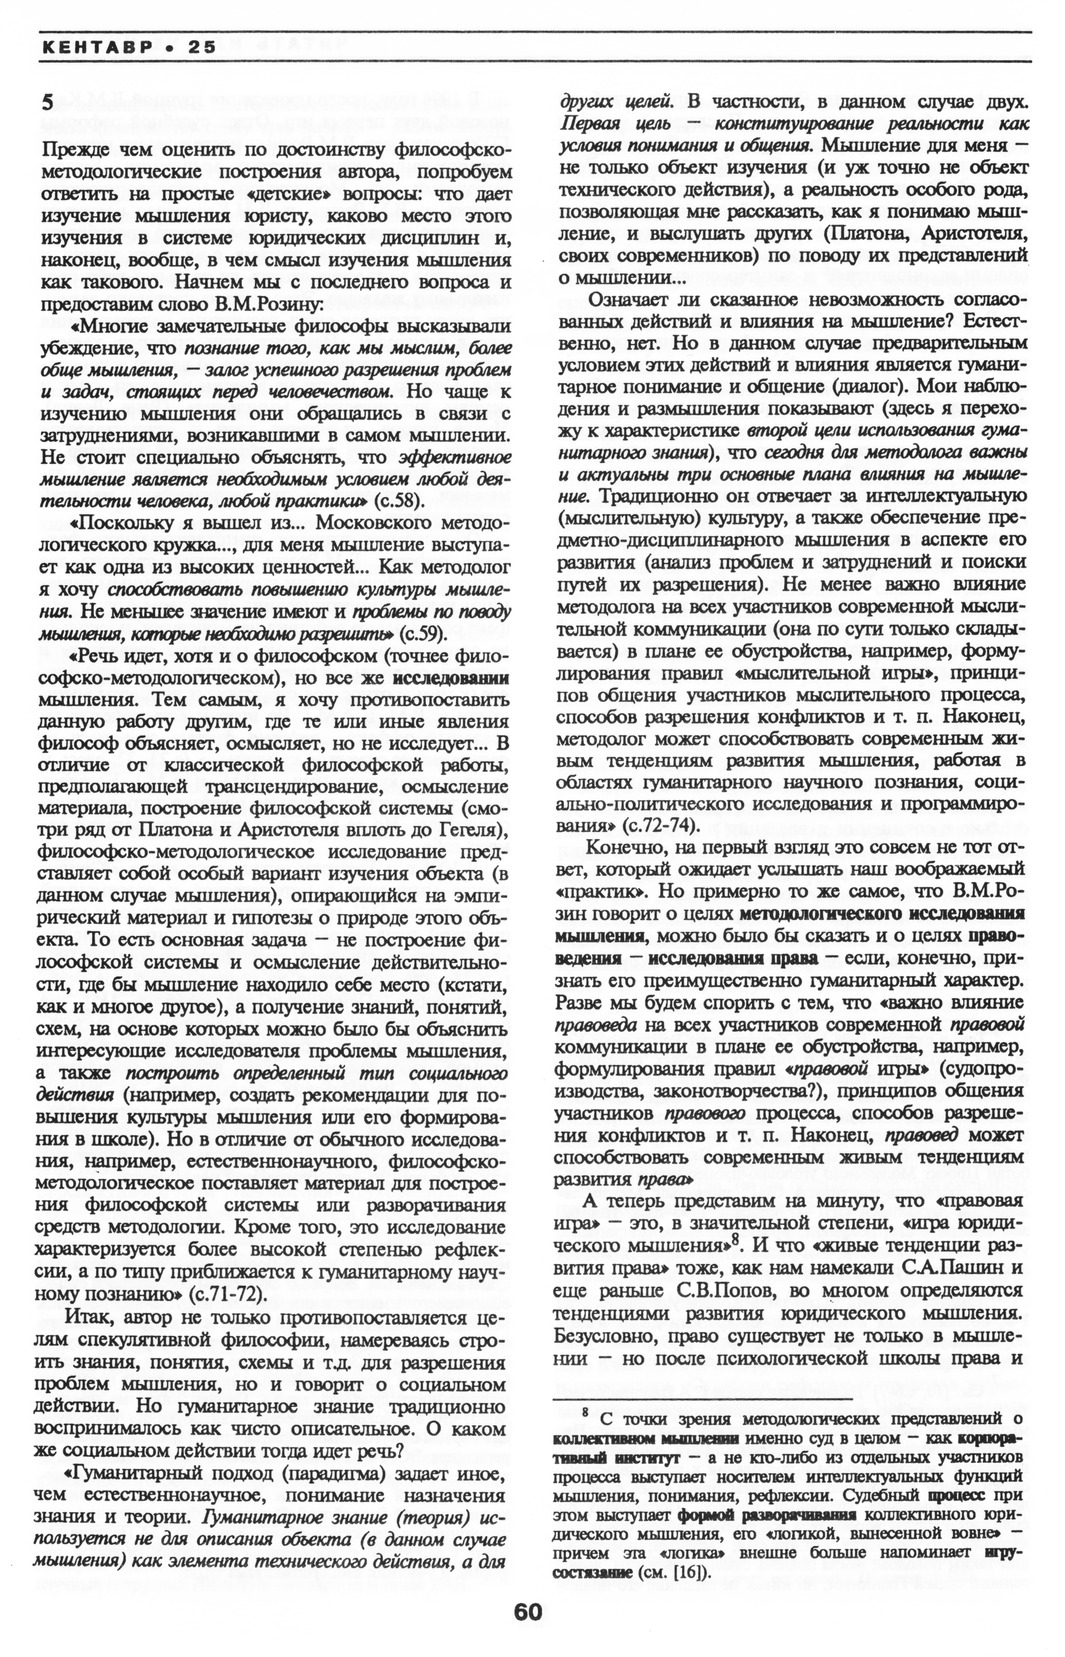 КЕНТАВР • 25
5
Прежде чем оценить по достоинству философско-
методологические построения автора, попробуем
ответить на простые «детские» вопросы: что дает
изучение мышления юристу, каково место этого
изучения в системе юридических дисциплин и,
наконец, вообще, в чем смысл изучения мышления
как такового. Начнем мы с последнего вопроса и
предоставим слово В.М.Розину:
«Многие замечательные философы высказывали
убеждение, что познание того, как мы мыслим, более
обще мышления, — залог успешного разрешения проблем
и задач, стоящих перед человечеством. Но чаще к
изучению мышления они обращались в связи с
затруднениями, возникавшими в самом мышлении.
Не стоит специально объяснять, что эффективное
мышление является необходимым условием любой дея-
тельности человека, любой практики» (с.58).
«Поскольку я вышел из... Московского методо-
логического кружка..., для меня мышление выступа-
ет как одна из высоких ценностей... Как методолог
я хочу способствовать повышению культуры мышле-
ния. Не меньшее значение имеют и проблемы по поводу
мышления, которые необходимо разрешить» (с.59).
«Речь идет, хотя и о философском (точнее фило-
софско-методологическом), но все же исследовании
мышления. Тем самым, я хочу противопоставить
данную работу другим, где те или иные явления
философ объясняет, осмысляет, но не исследует... В
отличие от классической философской работы,
предполагающей трансцендирование, осмысление
материала, построение философской системы (смо-
три ряд от Платона и Аристотеля вплоть до Гегеля),
философско-методологическое исследование пред-
ставляет собой особый вариант изучения объекта (в
данном случае мышления), опирающийся на эмпи-
рический материал и гипотезы о природе этого объ-
екта. То есть основная задача — не построение фи-
лософской системы и осмысление действительно-
сти, где бы мышление находило себе место (кстати,
как и многое другое), а получение знаний, понятий,
схем, на основе которых можно было бы объяснить
интересующие исследователя проблемы мышления,
а также построить определенный тип социального
действия (например, создать рекомендации для по-
вышения культуры мышления или его формирова-
ния в школе). Но в отличие от обычного исследова-
ния, например, естественнонаучного, философско-
методологическое поставляет материал для построе-
ния философской системы или разворачивания
средств методологии. Кроме того, это исследование
характеризуется более высокой степенью рефлек-
сии, а по типу приближается к гуманитарному науч-
ному познанию» (с.71-72).
Итак, автор не только противопоставляется це-
лям спекулятивной философии, намереваясь стро-
ить знания, понятия, схемы и т.д. для разрешения
проблем мышления, но и говорит о социальном
действии. Но гуманитарное знание традиционно
воспринималось как чисто описательное. О каком
же социальном действии тогда идет речь?
«Гуманитарный подход (парадигма) задает иное,
чем естественнонаучное, понимание назначения
знания и теории. Гуманитарное знание (теория) ис-
пользуется не для описания объекта (в данном случае
мышления) как элемента технического действия, а для
других целей. В частности, в данном случае двух.
Первая цель — конституирование реальности как
условия понимания и общения. Мышление для меня —
не только объект изучения (и уж точно не объект
технического действия), а реальность особого рода,
позволяющая мне рассказать, как я понимаю мыш-
ление, и выслушать других (Платона, Аристотеля,
своих современников) по поводу их представлений
о мышлении...
Означает ли сказанное невозможность согласо-
ванных действий и влияния на мышление? Естест-
венно, нет. Но в данном случае предварительным
условием этих действий и влияния является гумани-
тарное понимание и общение (диалог). Мои наблю-
дения и размышления показывают (здесь я перехо-
жу к характеристике второй цели использования гума-
нитарного знания), что сегодня для методолога важны
и актуальны три основные плана влияния на мышле-
ние. Традиционно он отвечает за интеллектуальную
(мыслительную) культуру, а также обеспечение пре-
дметно-дисциплинарного мышления в аспекте его
развития (анализ проблем и затруднений и поиски
путей их разрешения). Не менее важно влияние
методолога на всех участников современной мысли-
тельной коммуникации (она по сути только склады-
вается) в плане ее обустройства, например, форму-
лирования правил «мыслительной игры», принци-
пов общения участников мыслительного процесса,
способов разрешения конфликтов и т. п. Наконец,
методолог может способствовать современным жи-
вым тенденциям развития мышления, работая в
областях гуманитарного научного познания, соци-
ально-политического исследования и программиро-
вания» (с.72-74).
Конечно, на первый взгляд это совсем не тот от-
вет, который ожидает услышать наш воображаемый
«практик». Но примерно то же самое, что В.М.Ро-
зин говорит о целях методологического исследования
мышления, можно было бы сказать и о целях право-
ведения — исследования права — если, конечно, при-
знать его преимущественно гуманитарный характер.
Разве мы будем спорить с тем, что «важно влияние
правоведа на всех участников современной правовой
коммуникации в плане ее обустройства, например,
формулирования правил «правовой игры» (судопро-
изводства, законотворчества?), принципов общения
участников правового процесса, способов разреше-
ния конфликтов и т. п. Наконец, правовед может
способствовать современным живым тенденциям
развития права»
А теперь представим на минуту, что «правовая
игра» — это, в значительной степени, «игра юриди-
ческого мышления»⁸. И что «живые тенденции раз-
вития права» тоже, как нам намекали С.А.Пашин и
еще раньше С.В.Попов, во многом определяются
тенденциями развития юридического мышления.
Безусловно, право существует не только в мышле-
нии — но после психологической школы права и
⁸ С точки зрения методологических представлений о
коллективном мышлении именно суд в целом — как корпора-
тивный институт — а не кто-либо из отдельных участников
процесса выступает носителем интеллектуальных функций
мышления, понимания, рефлексии. Судебный процесс при
этом выступает формой разворачивания коллективного юри-
дического мышления, его «логикой, вынесенной вовне» —
причем эта «логика» внешне больше напоминает игру-
состязание (см. [16]).
60